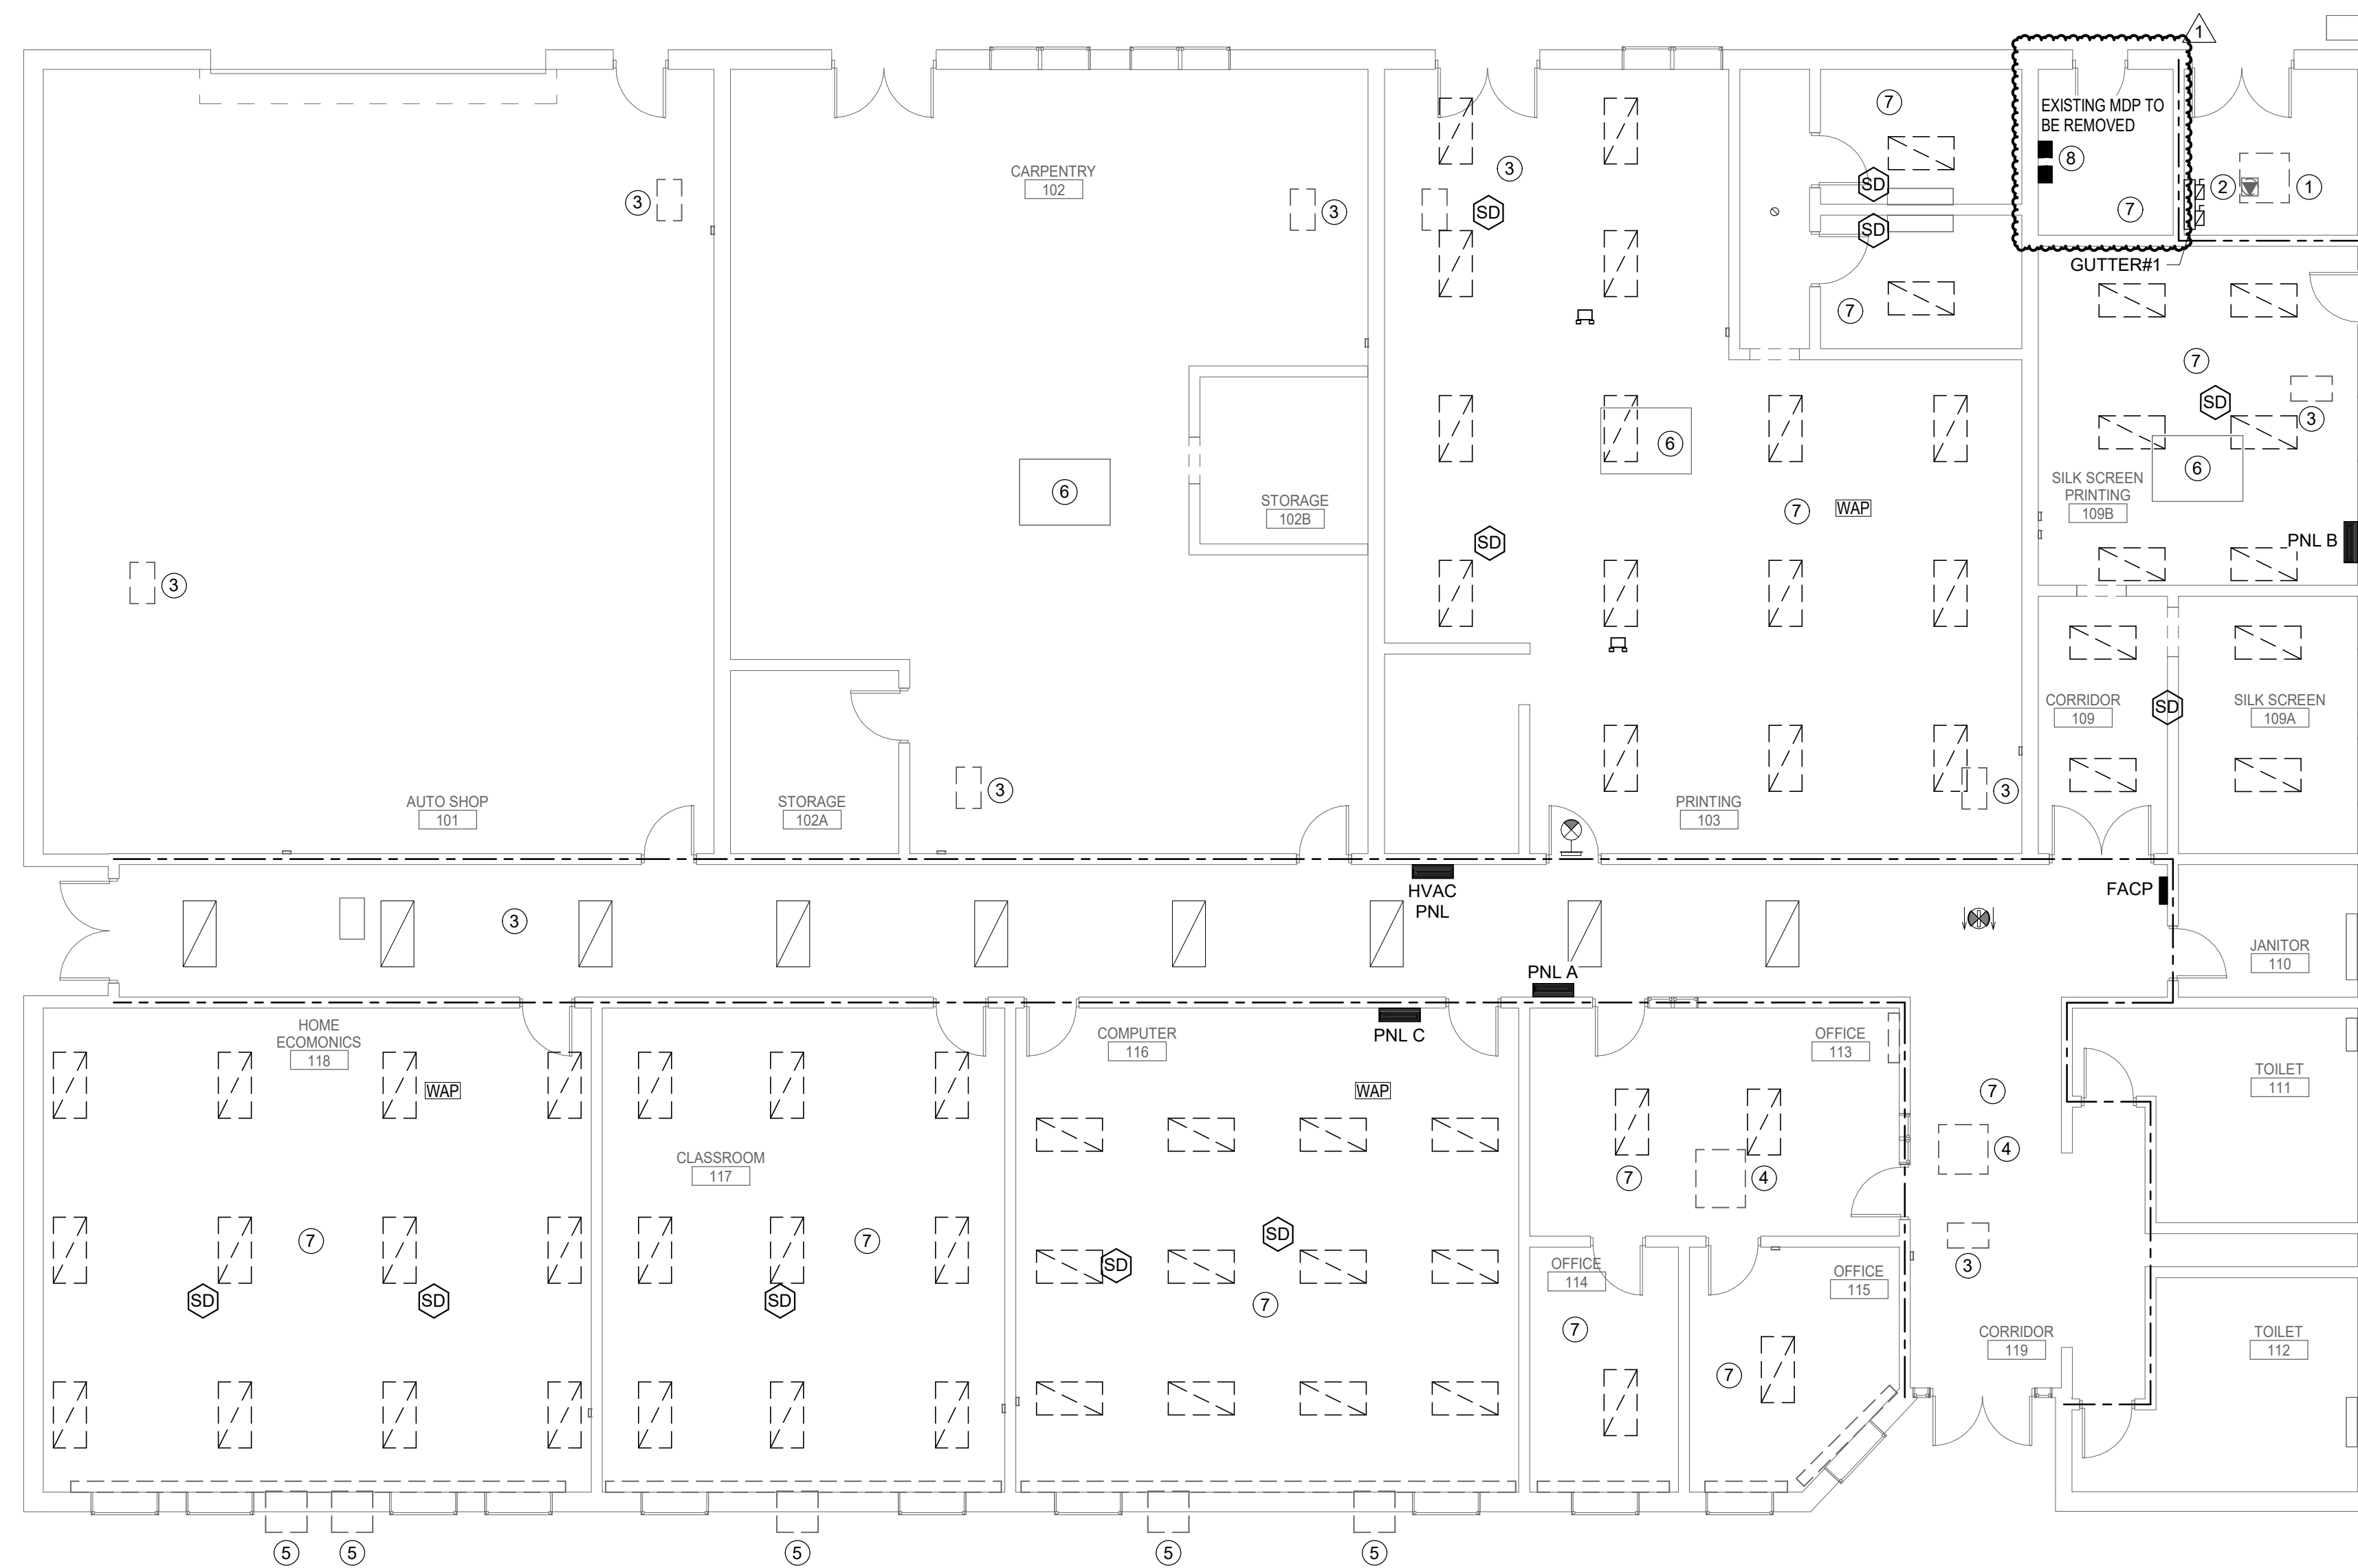 1
7
EXISTING MDP TO
BE REMOVED
8
2
1
7
GUTTER#1
CARPENTRY
102
3
3
3
SD
SD
SD
7
7
SD
3
6
6
6
SILK SCREEN
PRINTING
109B
STORAGE
102B
7
WAP
SD
PNL B
3
CORRIDOR
109
SD
SILK SCREEN
109A
3
3
AUTO SHOP
101
STORAGE
102A
PRINTING
103
HVAC
PNL
FACP
3
JANITOR
110
PNL A
PNL C
HOME
ECOMONICS
118
COMPUTER
116
OFFICE
113
WAP
WAP
7
TOILET
111
CLASSROOM
117
7
4
4
7
7
SD
SD
3
OFFICE
114
OFFICE
115
SD
SD
SD
7
7
7
CORRIDOR
119
TOILET
112
5
5
5
5
5